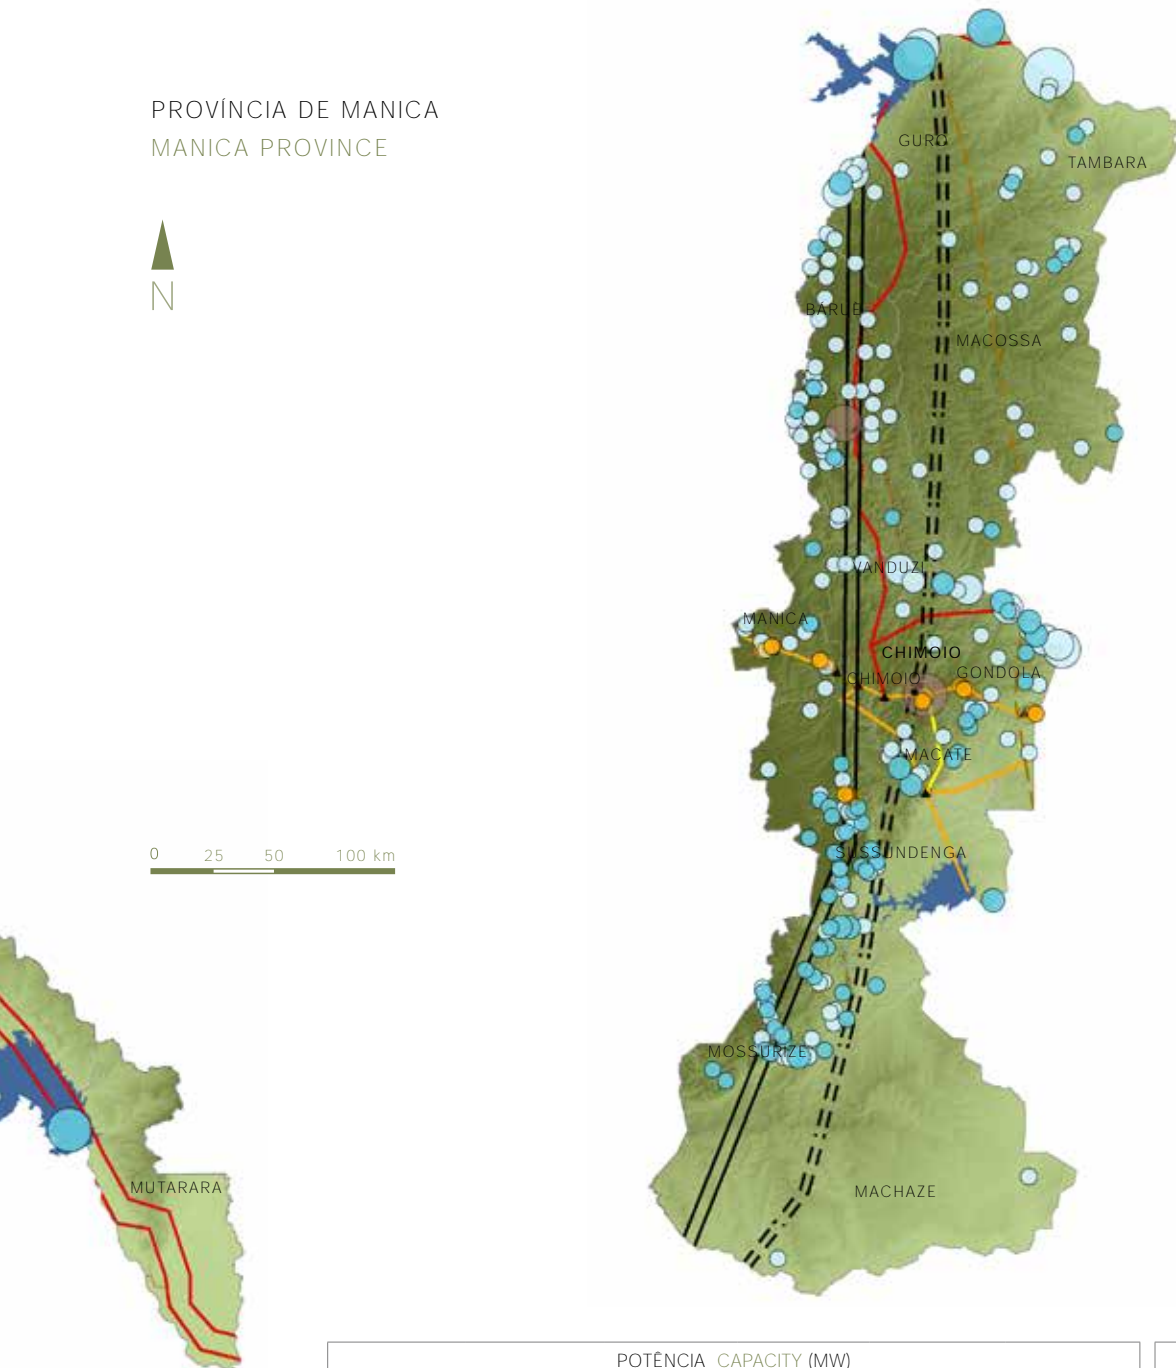 PROVÍNCIA DE MANICA
MANICA PROVINCE
N
GURO
TAMBARA
BÁRUÈ
MACOSSA
VANDUZI
MANICA
CHIMOIO
CHIMOIO
GONDOLA
MACATE
0 25 50 100 km
SUSSUNDENGA
MOSSURIZE
MUTARARA
MACHAZE
POTÊNCIA CAPACITY (MW)